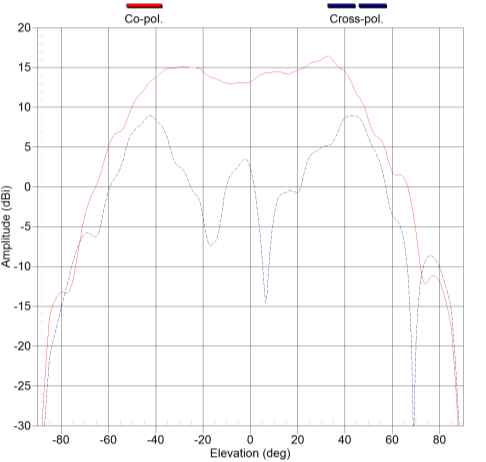 Co-pol. Cross-pol.
20
15
10
5
0
-5
-10
-15
-20
-25
-30
Amplitude (dBi)
-80 -60 -40 -20 0 20 40 60 80
Elevation (deg)